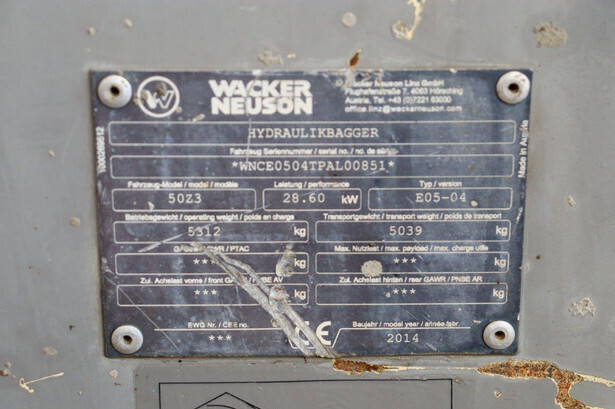 W
WACKER
NEUSON
Wacker Neuson Linz GmbH
Flughafenstraße 7, 4063 Hörsching
Austria, Tel. +43 (0)7221 63000
office.linz@wackerneuson.com
HYDRAULIKBAGGER
Fahrzeug Seriennummer / serial no. / no. de série
*WNCE0504TPAL00851*
Fahrzeug-Model / model / modèle
Leistung / performance
Typ / version
50Z3
28.60 kW
E05-04
Betriebsgewicht / operating weight / poids en charge
Transportgewicht / transport weight / poids de transport
5312 kg
5039 kg
/ PTAC
Max. Nutzlast / max. payload / max. charge utile
*** kg
*** kg
Zul. Achslast vorne / front / PNBE AV
Zul. Achslast hinten / rear GAWR / PNBE AR
*** kg
*** kg
EWG Nr. / CEE no.
CE
Baujahr / model year / année fabr.
***
2014
1000289612
Made in Austria